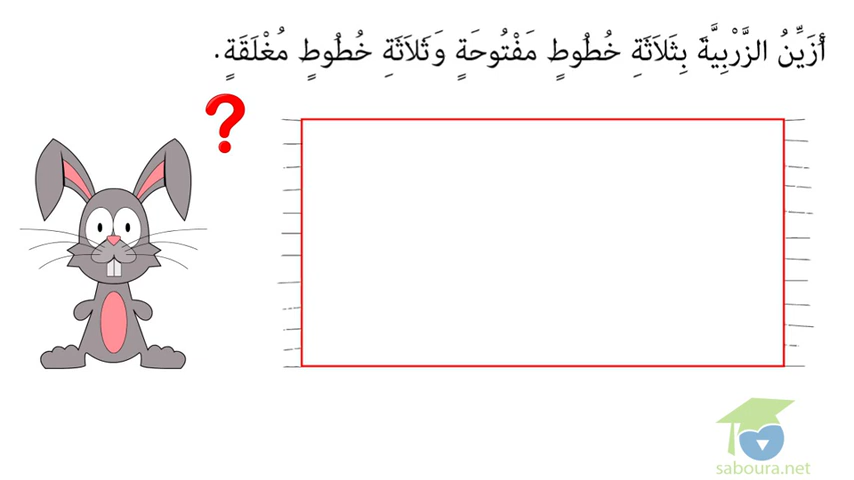 أُزَيِّنُ الزَّرْبِيَّةَ بِثَلَاثَةِ خُطُوطٍ مَفْتُوحَةٍ وَثَلَاثَةِ خُطُوطٍ مُغْلَقَةٍ.
?
saboura.net